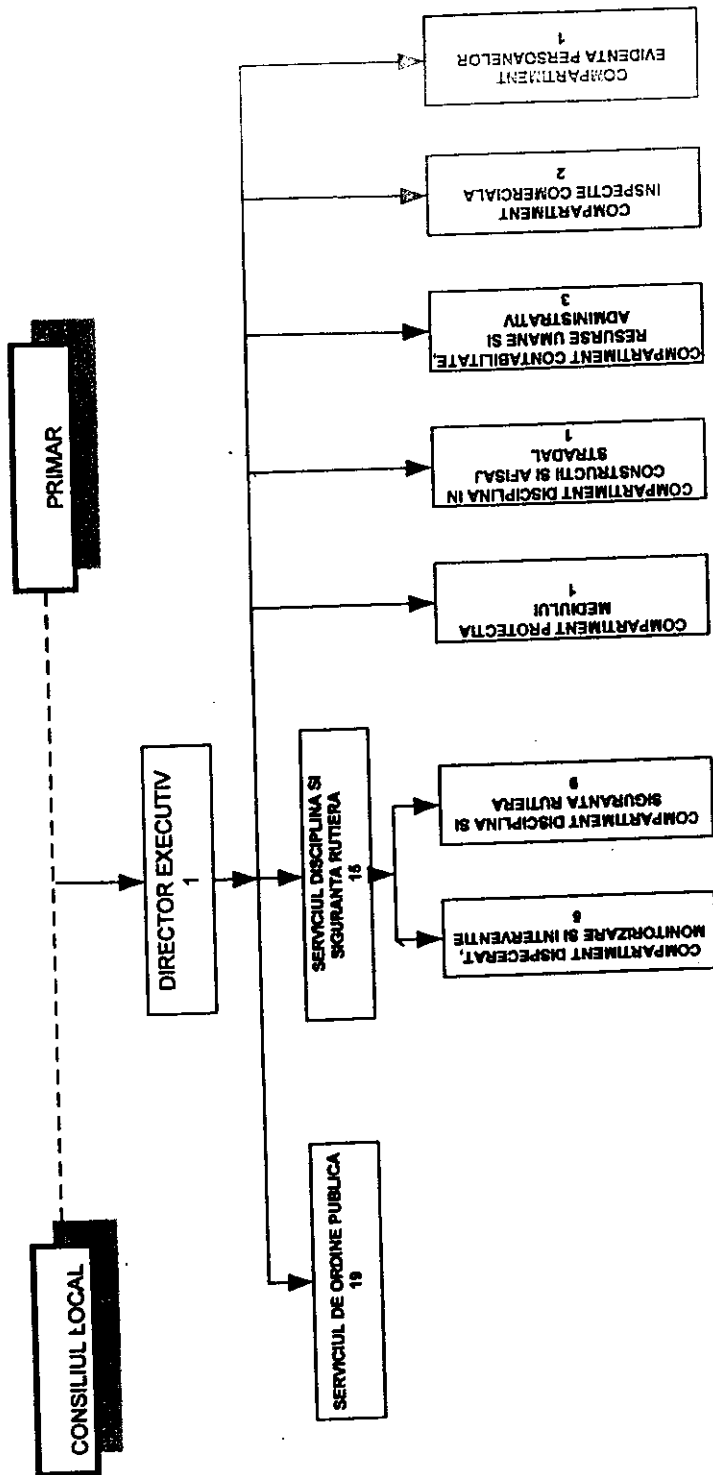 CONSILIUL LOCAL
PRIMAR
DIRECTOR EXECUTIV
1
SERVICIUL DE ORDINE PUBLICA
19
SERVICIUL DISCIPLINA SI
SIGURANTA RUTIERA
15
COMPARTIMENT DISPECERAT,
MONITORIZARE SI INTERVENTIE
5
COMPARTIMENT DISCIPLINA SI
SIGURANTA RUTIERA
9
COMPARTIMENT PROTECTIA
MEDIULUI
1
COMPARTIMENT DISCIPLINA IN
CONSTRUCTII SI AFISAJ
STRADAL
1
COMPARTIMENT CONTABILITATE,
RESURSE UMANE SI
ADMINISTRATIV
3
COMPARTIMENT
INSPECTIE COMERCIALA
2
COMPARTIMENT
EVIDENTA PERSOANELOR
1